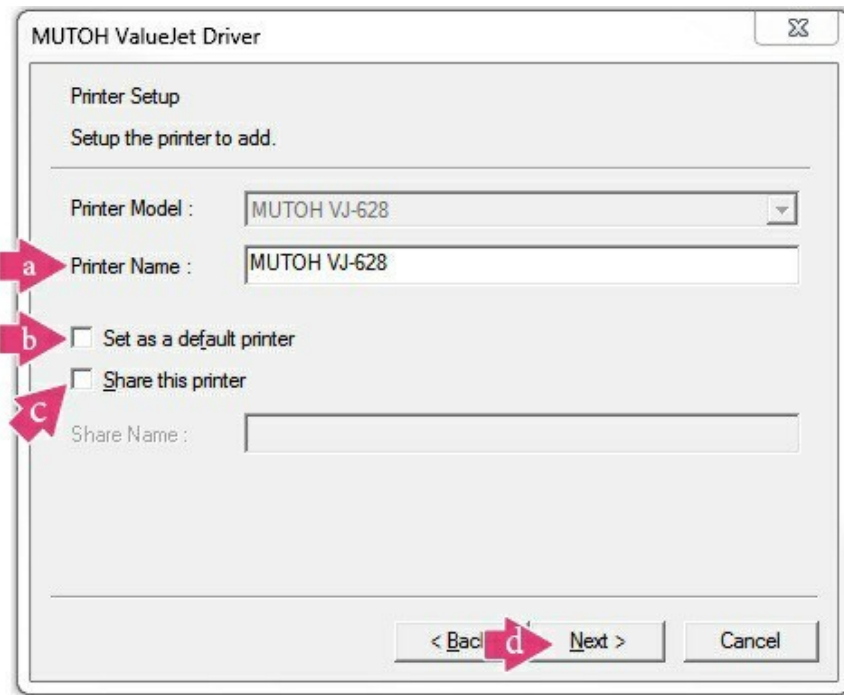 MUTOH ValueJet Driver
Printer Setup
Setup the printer to add.
Printer Model : MUTOH VJ-628
a Printer Name : MUTOH VJ-628
b Set as a default printer
c Share this printer
Share Name :
< Bac d Next > Cancel